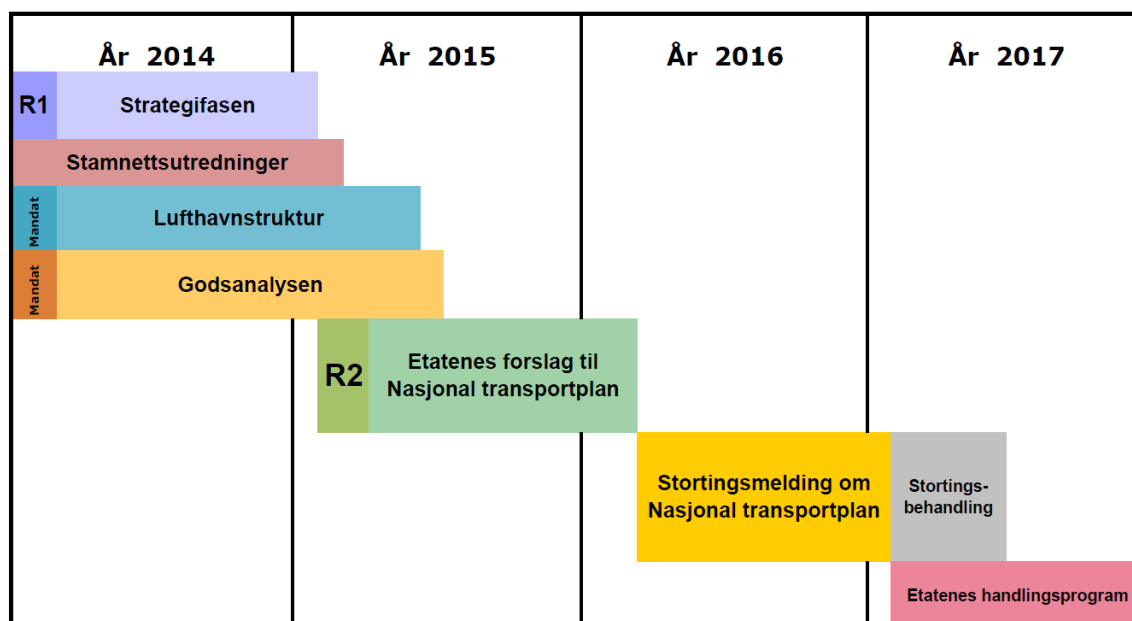 År 2014
År 2015
År 2016
År 2017
R1
Strategifasen
Stamnettsutredninger
Mandat
Lufthavnstruktur
Mandat
Godsanalysen
R2
Etatenes forslag til
Nasjonal transportplan
Stortingsmelding om
Nasjonal transportplan
Stortings-
behandling
Etatenes handlingsprogram